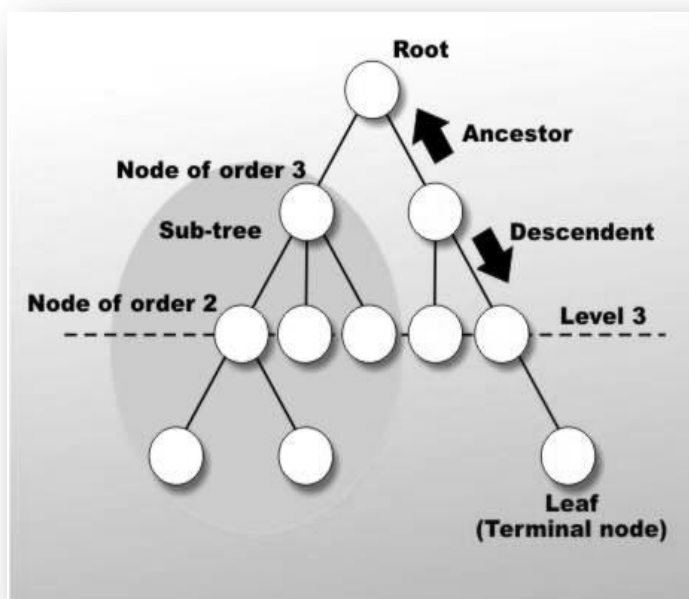 Root
Ancestor
Node of order 3
Sub-tree
Descendent
Node of order 2
Level 3
Leaf
(Terminal node)